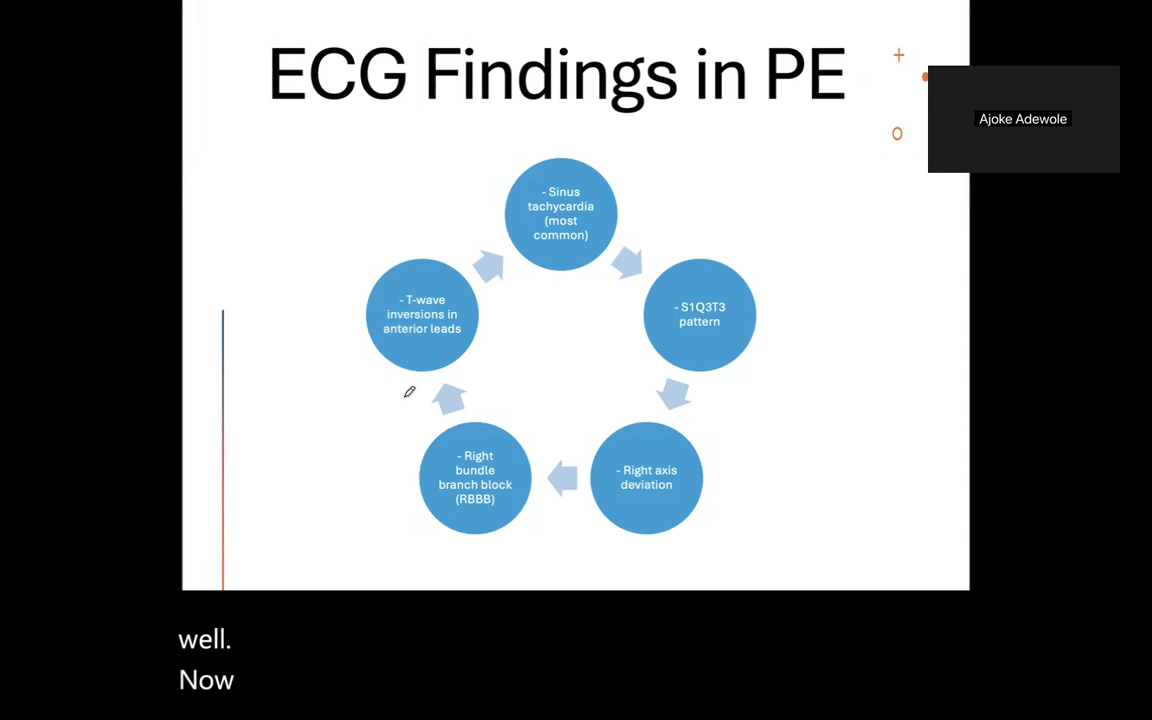 ECG Findings in PE
Ajoke Adewole
- Sinus
tachycardia
(most
common)
- S1Q3T3
pattern
- Right axis
deviation
- Right
bundle
branch block
(RBBB)
- T-wave
inversions in
anterior leads
well.
Now